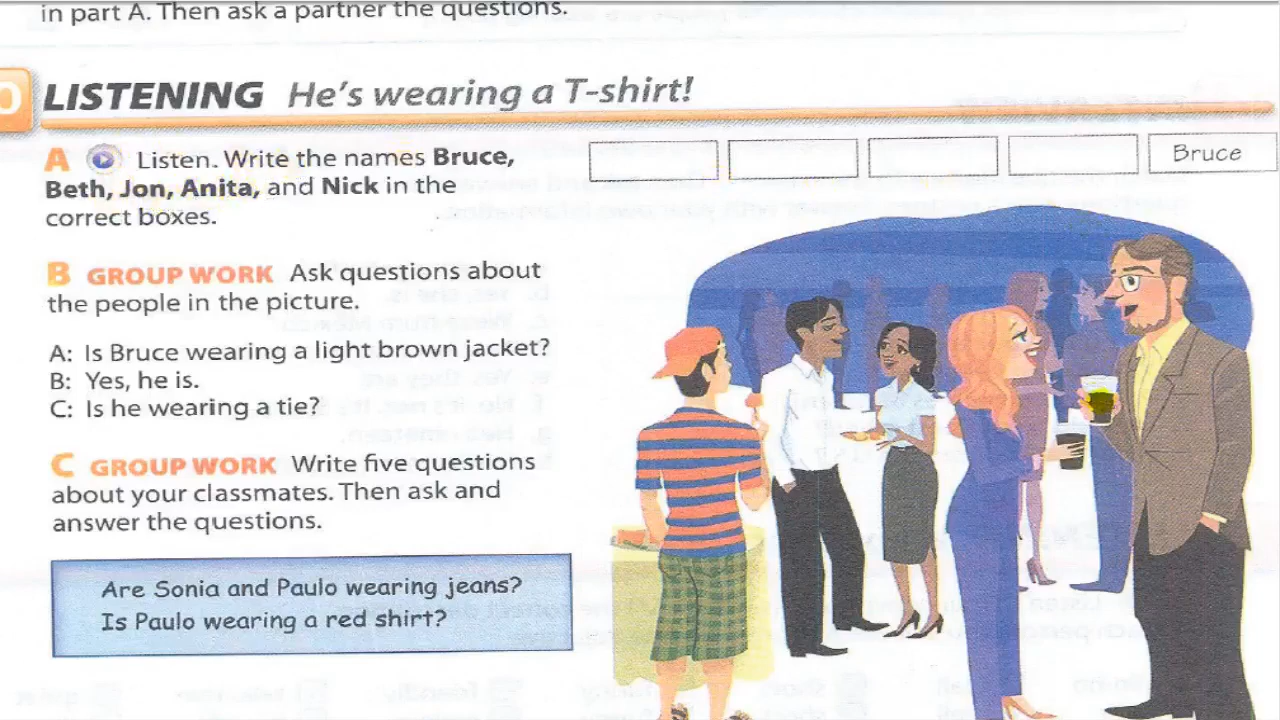 in part A. Then ask a partner the questions.
0 LISTENING He's wearing a T-shirt!
A Listen. Write the names Bruce,
Beth, Jon, Anita, and Nick in the
correct boxes.
Bruce
B GROUP WORK Ask questions about
the people in the picture.
A: Is Bruce wearing a light brown jacket?
B: Yes, he is.
C: Is he wearing a tie?
C GROUP WORK Write five questions
about your classmates. Then ask and
answer the questions.
Are Sonia and Paulo wearing jeans?
Is Paulo wearing a red shirt?